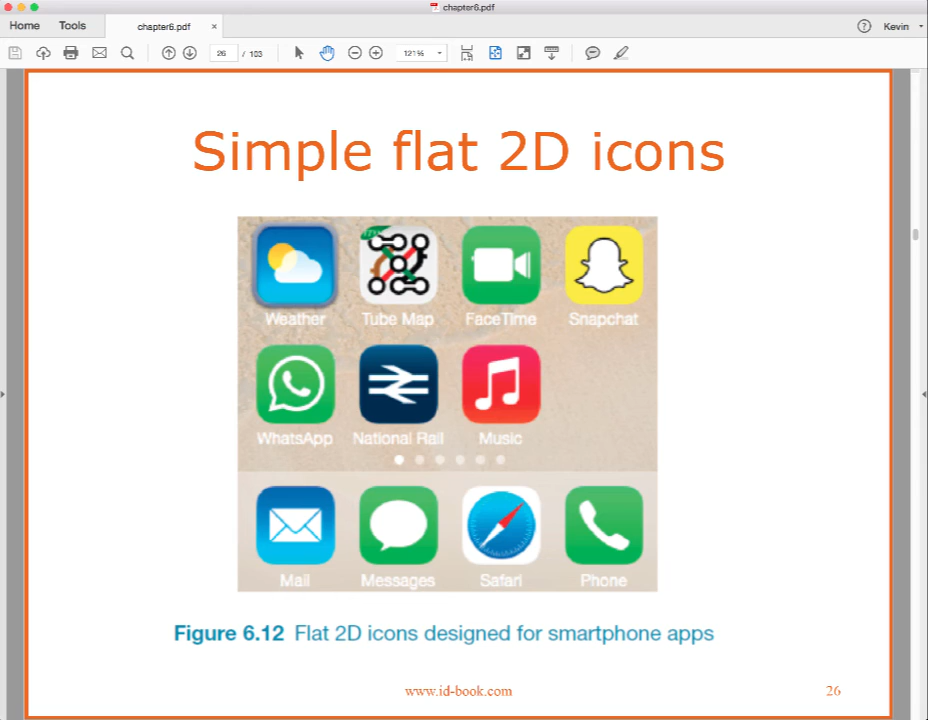 chapter6.pdf
Home Tools chapter6.pdf × ? Kevin
26 / 103 121%
Simple flat 2D icons
Weather Tube Map FaceTime Snapchat
WhatsApp National Rail Music
Mail Messages Safari Phone
Figure 6.12 Flat 2D icons designed for smartphone apps
www.id-book.com 26